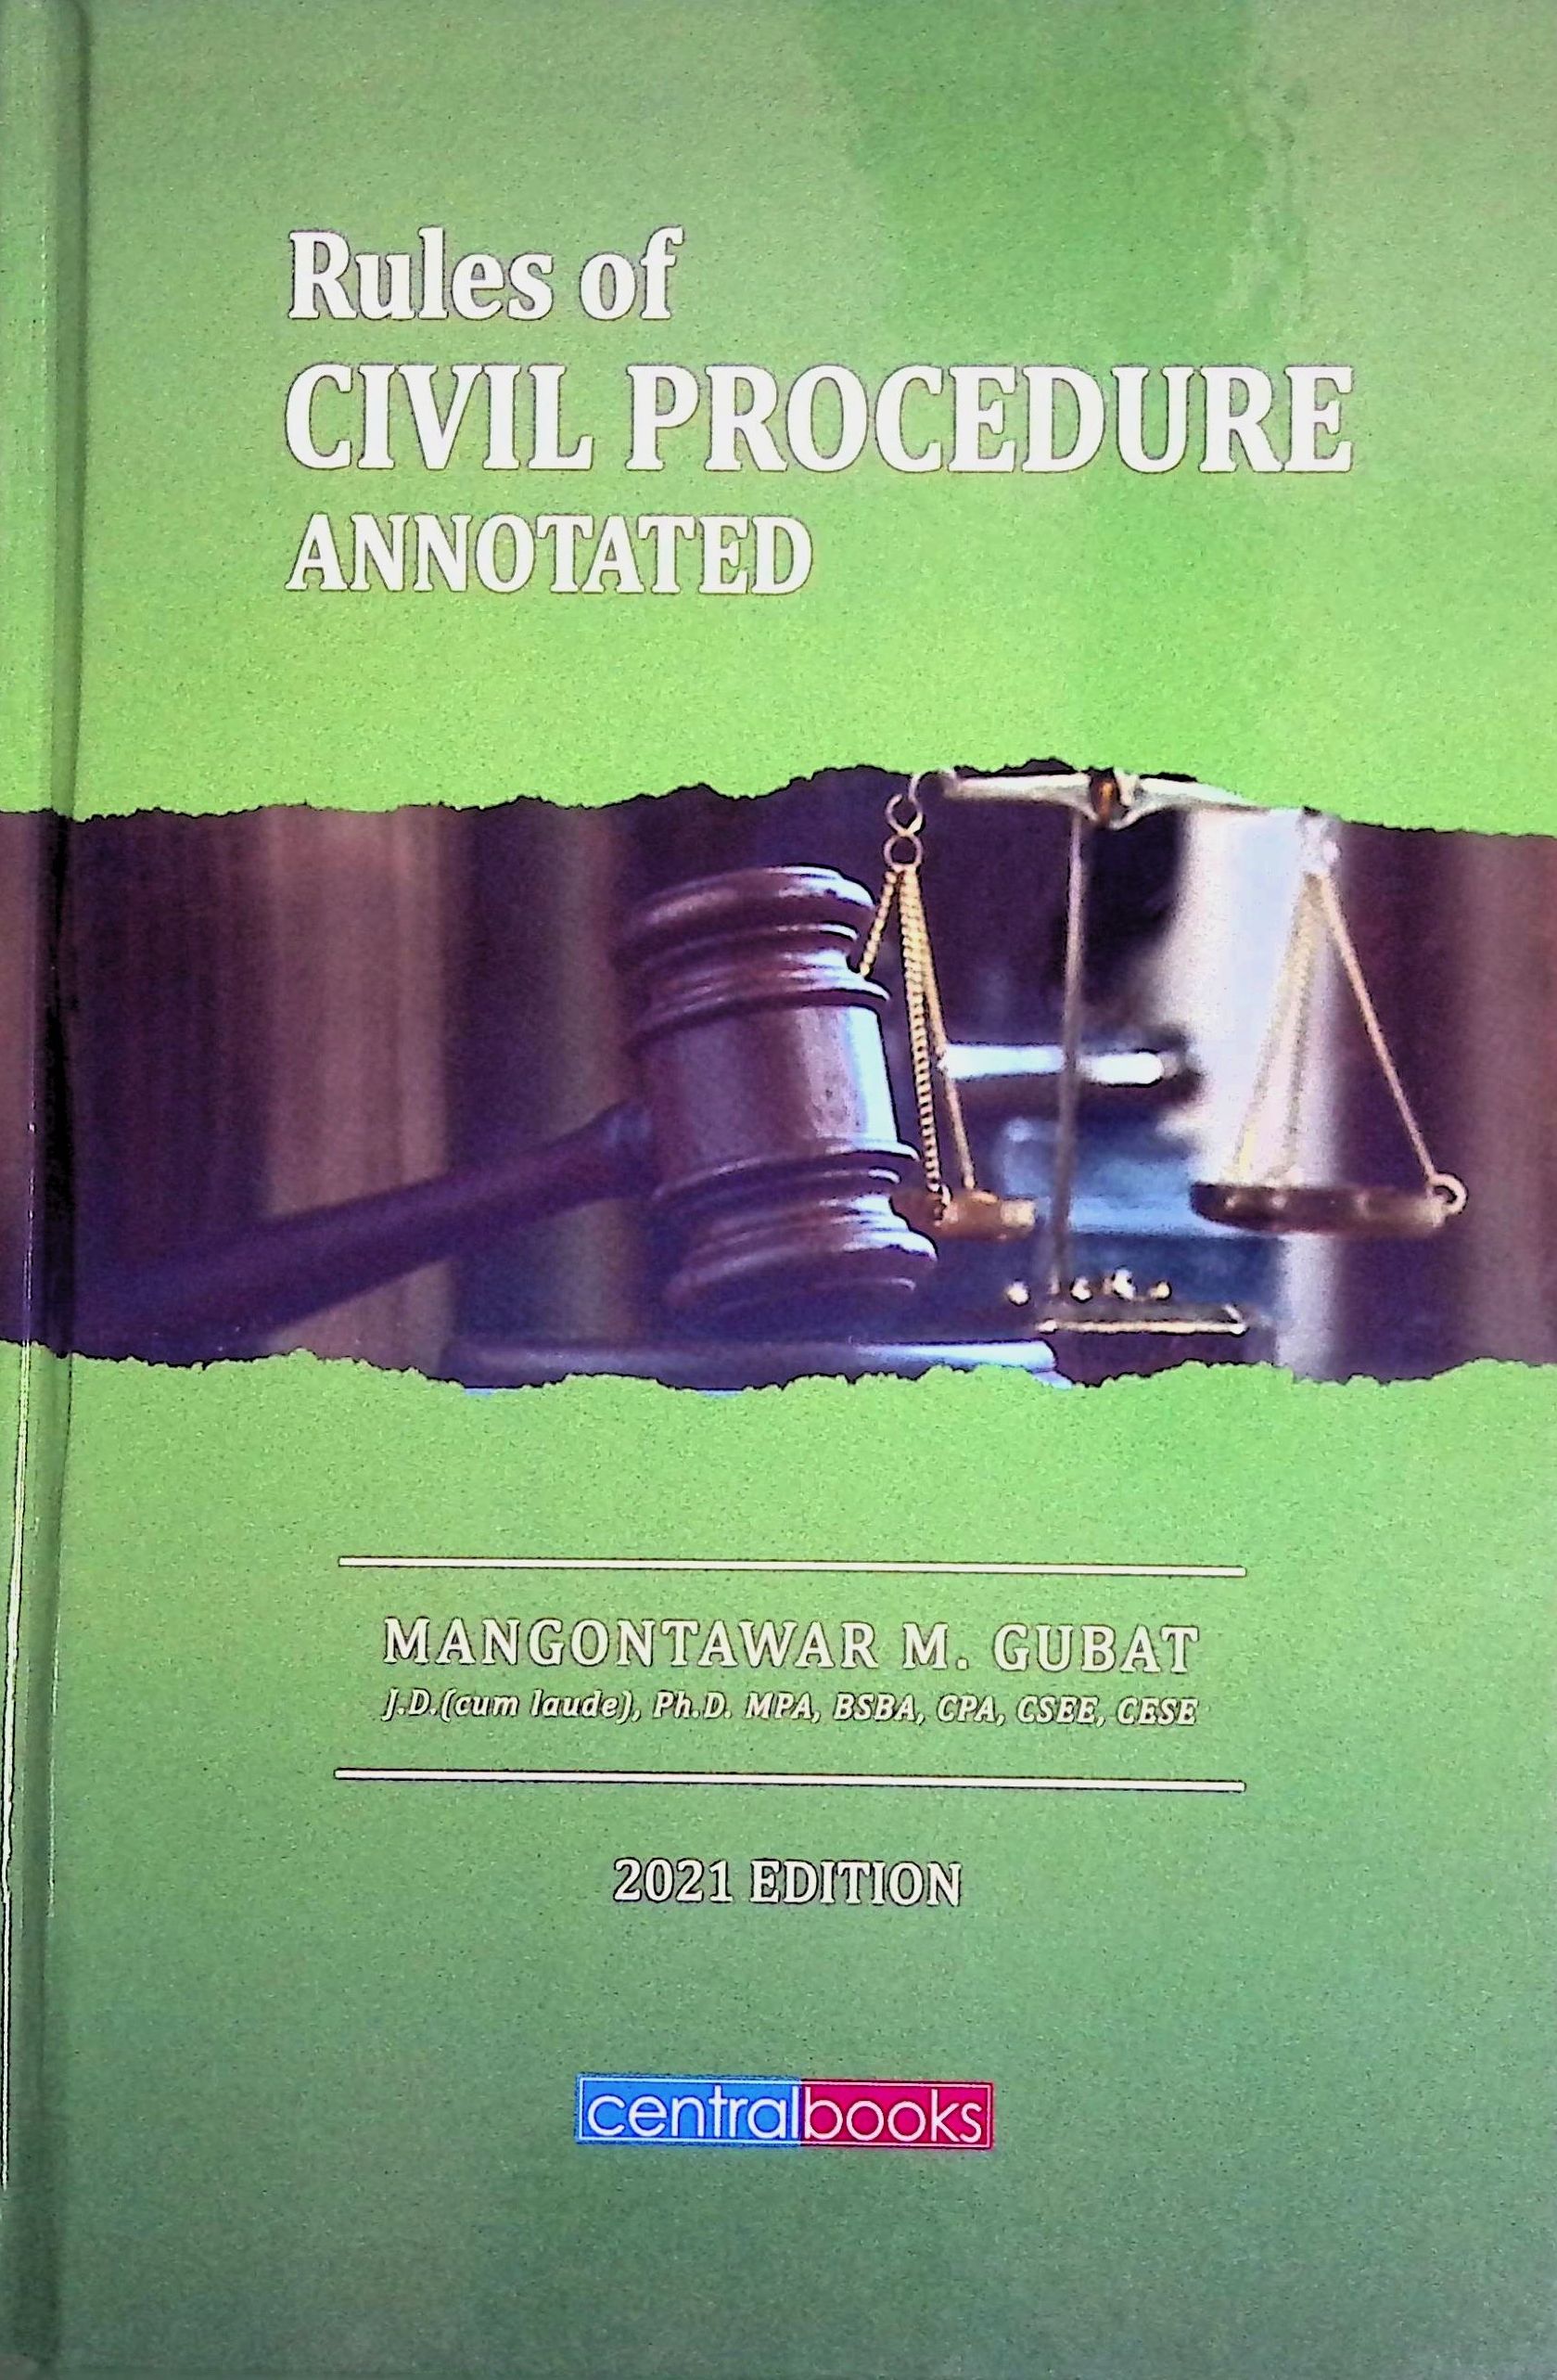 Rules of
CIVIL PROCEDURE
ANNOTATED
MANGONTAWAR M. GUBAT
J.D.(cum laude), Ph.D. MPA, BSBA, CPA, CSEE, CESE
2021 EDITION
centralbooks